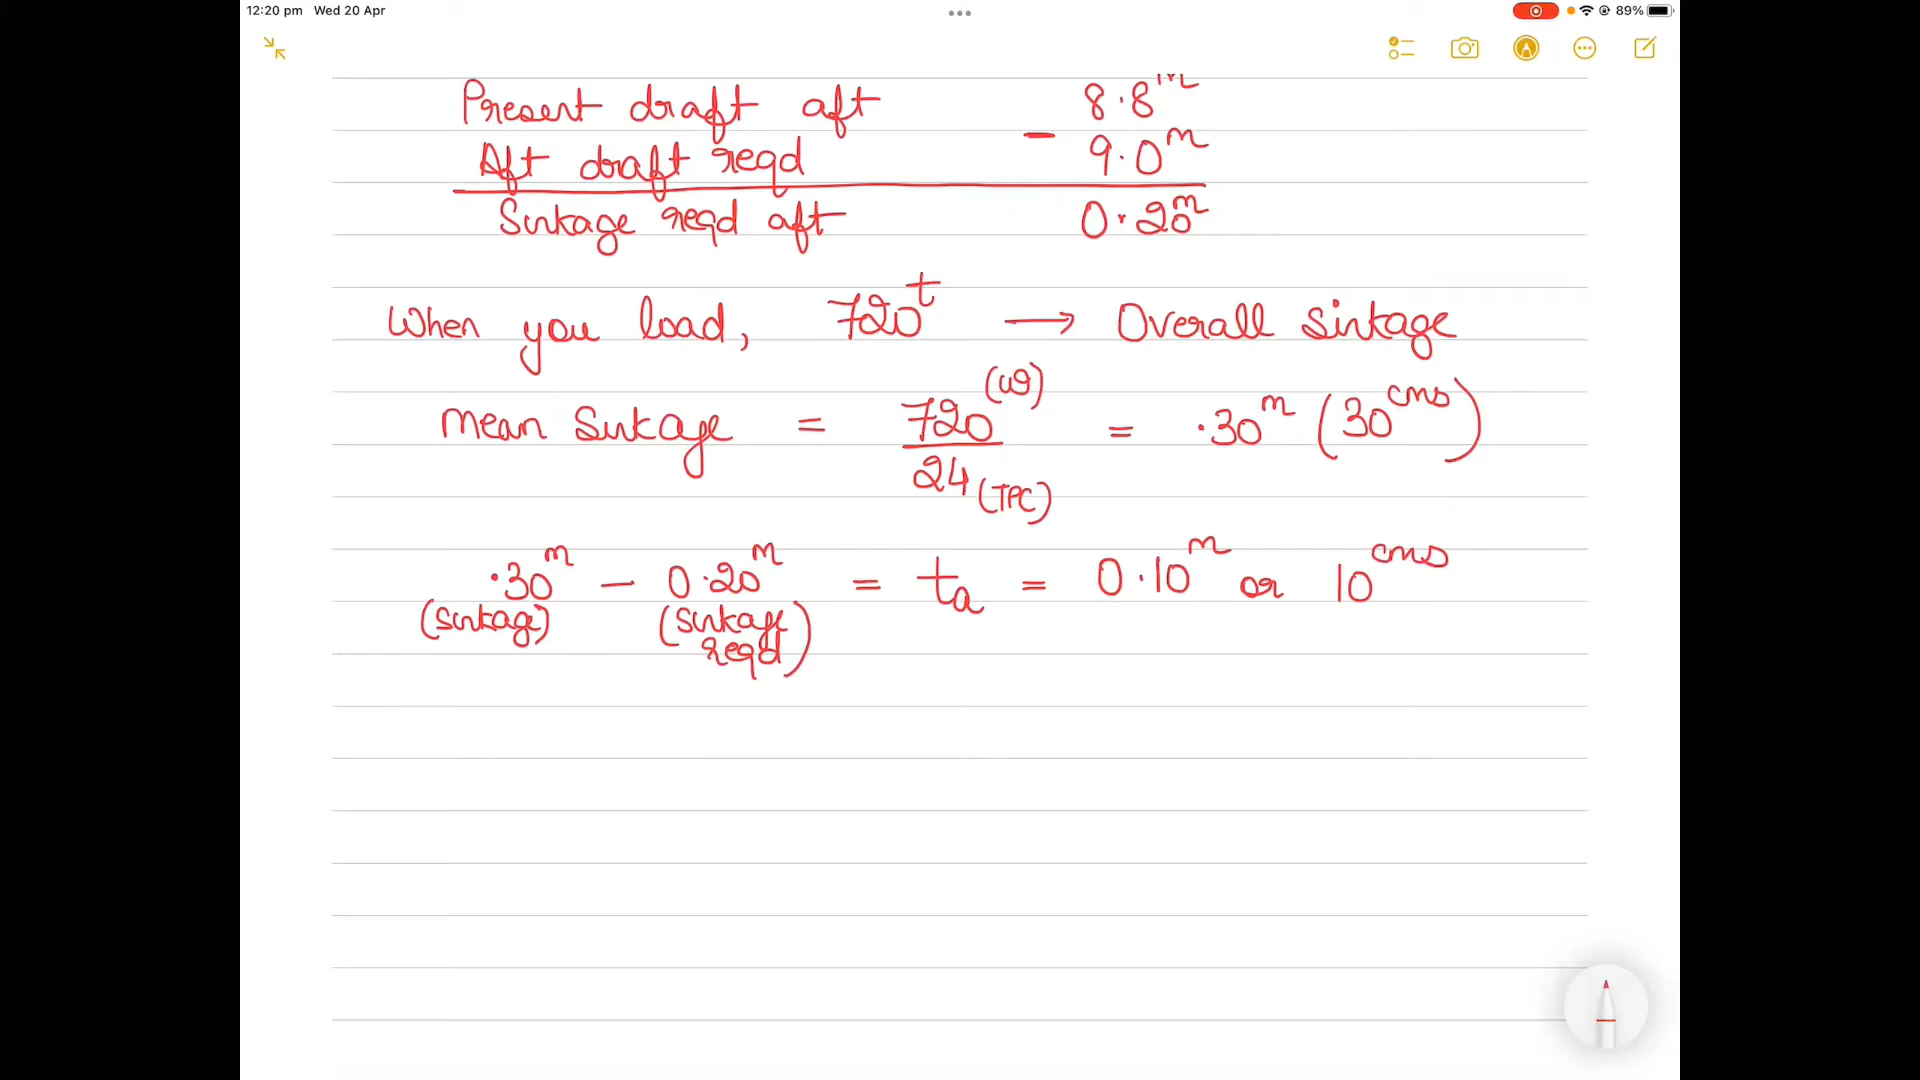 12:20 pm Wed 20 Apr
89%
Present draft aft 8.8m
Aft draft reqd - 9.0m
Sinkage reqd aft 0.20m
When you load, 720t → Overall sinkage
Mean Sinkage = 720(W) / 24(TPC) = .30m (30cms)
.30m - 0.20m = ta = 0.10m or 10cms
(sinkage) (sinkage
reqd)